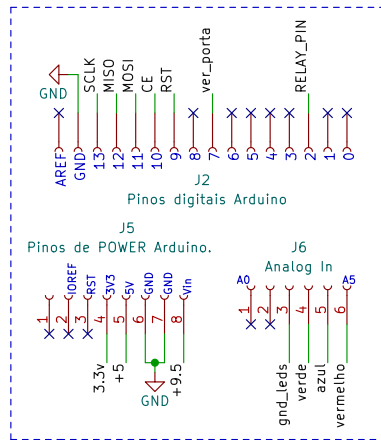 SCLK
MISO
MOSI
CE
RST
ver_porta
RELAY_PIN
GND
AREF
GND
13
12
11
10
9
8
7
6
5
4
3
2
1
0
J2
Pinos digitais Arduino
J5
Pinos de POWER Arduino.
IOREF
RST
3V3
5V
GND
GND
Vin
1
2
3
4
5
6
7
8
3.3v
+5
GND
+9.5
J6
Analog In
A0
A5
1
2
3
4
5
6
gnd_leds
verde
azul
vermelho